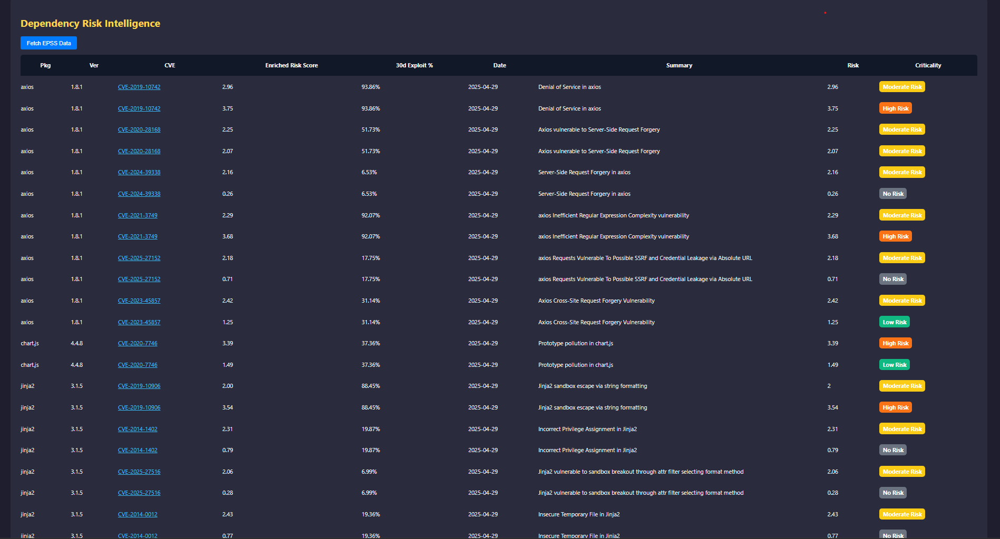 Dependency Risk Intelligence
Fetch EPSS Data
Pkg Ver CVE Enriched Risk Score 30d Exploit % Date Summary Risk Criticality
axios 1.8.1 CVE-2019-10742 2.96 93.86% 2025-04-29 Denial of Service in axios 2.96 Moderate Risk
axios 1.8.1 CVE-2019-10742 3.75 93.86% 2025-04-29 Denial of Service in axios 3.75 High Risk
axios 1.8.1 CVE-2020-28168 2.25 51.73% 2025-04-29 Axios vulnerable to Server-Side Request Forgery 2.25 Moderate Risk
axios 1.8.1 CVE-2020-28168 2.07 51.73% 2025-04-29 Axios vulnerable to Server-Side Request Forgery 2.07 Moderate Risk
axios 1.8.1 CVE-2024-39338 2.16 6.53% 2025-04-29 Server-Side Request Forgery in axios 2.16 Moderate Risk
axios 1.8.1 CVE-2024-39338 0.26 6.53% 2025-04-29 Server-Side Request Forgery in axios 0.26 No Risk
axios 1.8.1 CVE-2021-3749 2.29 92.07% 2025-04-29 axios Inefficient Regular Expression Complexity vulnerability 2.29 Moderate Risk
axios 1.8.1 CVE-2021-3749 3.68 92.07% 2025-04-29 axios Inefficient Regular Expression Complexity vulnerability 3.68 High Risk
axios 1.8.1 CVE-2025-27152 2.18 17.75% 2025-04-29 axios Requests Vulnerable To Possible SSRF and Credential Leakage via Absolute URL 2.18 Moderate Risk
axios 1.8.1 CVE-2025-27152 0.71 17.75% 2025-04-29 axios Requests Vulnerable To Possible SSRF and Credential Leakage via Absolute URL 0.71 No Risk
axios 1.8.1 CVE-2023-45857 2.42 31.14% 2025-04-29 Axios Cross-Site Request Forgery Vulnerability 2.42 Moderate Risk
axios 1.8.1 CVE-2023-45857 1.25 31.14% 2025-04-29 Axios Cross-Site Request Forgery Vulnerability 1.25 Low Risk
chart.js 4.4.8 CVE-2020-7746 3.39 37.36% 2025-04-29 Prototype pollution in chart.js 3.39 High Risk
chart.js 4.4.8 CVE-2020-7746 1.49 37.36% 2025-04-29 Prototype pollution in chart.js 1.49 Low Risk
jinja2 3.1.5 CVE-2019-10906 2.00 88.45% 2025-04-29 Jinja2 sandbox escape via string formatting 2 Moderate Risk
jinja2 3.1.5 CVE-2019-10906 3.54 88.45% 2025-04-29 Jinja2 sandbox escape via string formatting 3.54 High Risk
jinja2 3.1.5 CVE-2014-1402 2.31 19.87% 2025-04-29 Incorrect Privilege Assignment in Jinja2 2.31 Moderate Risk
jinja2 3.1.5 CVE-2014-1402 0.79 19.87% 2025-04-29 Incorrect Privilege Assignment in Jinja2 0.79 No Risk
jinja2 3.1.5 CVE-2025-27516 2.06 6.99% 2025-04-29 Jinja2 vulnerable to sandbox breakout through attr filter selecting format method 2.06 Moderate Risk
jinja2 3.1.5 CVE-2025-27516 0.28 6.99% 2025-04-29 Jinja2 vulnerable to sandbox breakout through attr filter selecting format method 0.28 No Risk
jinja2 3.1.5 CVE-2014-0012 2.43 19.36% 2025-04-29 Insecure Temporary File in Jinja2 2.43 Moderate Risk
jinja2 3.1.5 CVE-2014-0012 0.77 19.36% 2025-04-29 Insecure Temporary File in Jinja2 0.77 No Risk